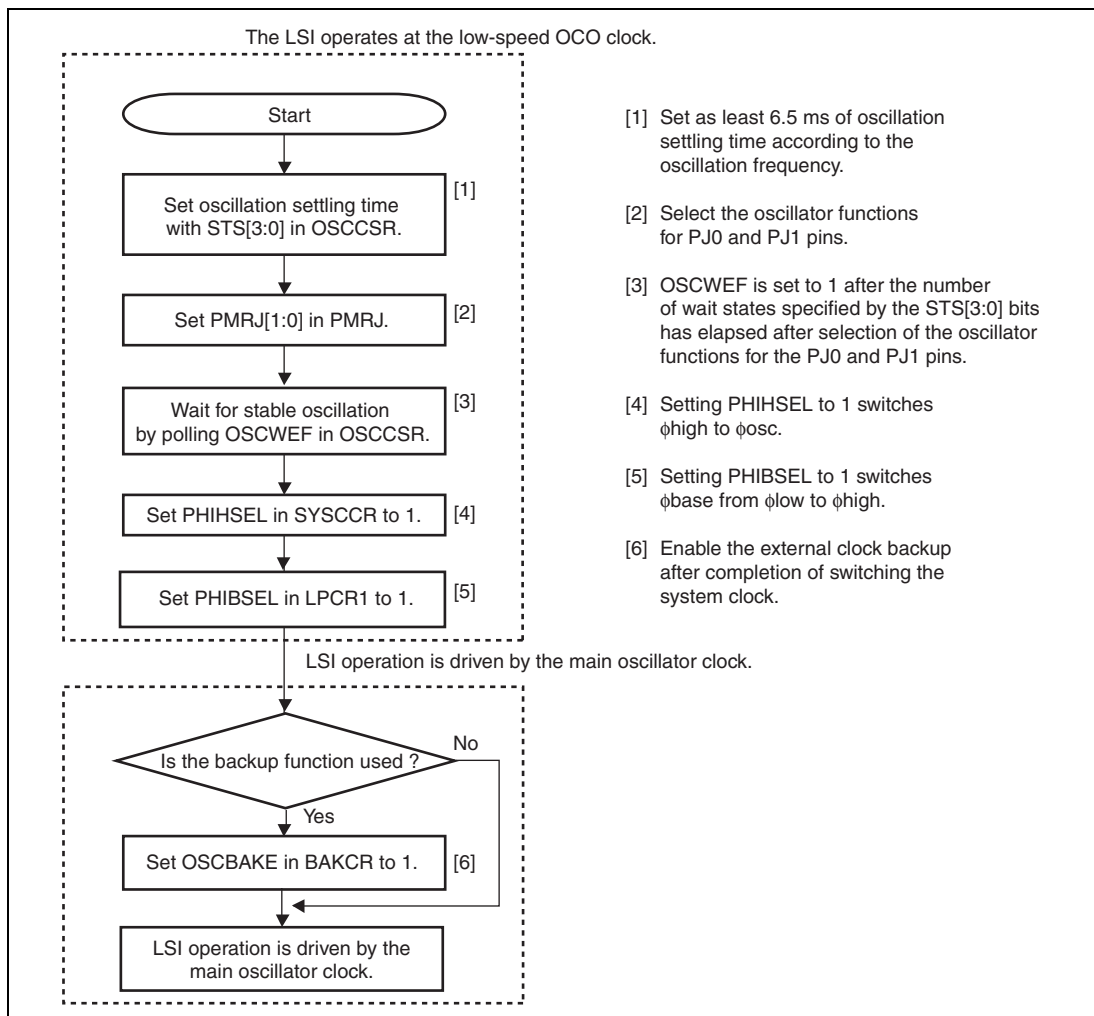 The LSI operates at the low-speed OCO clock.
Start
Set oscillation settling time
with STS[3:0] in OSCCSR.
[1]
Set PMRJ[1:0] in PMRJ.
[2]
Wait for stable oscillation
by polling OSCWEF in OSCCSR.
[3]
Set PHIHSEL in SYSCCR to 1.
[4]
Set PHIBSEL in LPCR1 to 1.
[5]
LSI operation is driven by the main oscillator clock.
Is the backup function used ?
No
Yes
Set OSCBAKE in BAKCR to 1.
[6]
LSI operation is driven by the
main oscillator clock.
[1] Set as least 6.5 ms of oscillation
settling time according to the
oscillation frequency.
[2] Select the oscillator functions
for PJ0 and PJ1 pins.
[3] OSCWEF is set to 1 after the number
of wait states specified by the STS[3:0] bits
has elapsed after selection of the oscillator
functions for the PJ0 and PJ1 pins.
[4] Setting PHIHSEL to 1 switches
ϕhigh to ϕosc.
[5] Setting PHIBSEL to 1 switches
ϕbase from ϕlow to ϕhigh.
[6] Enable the external clock backup
after completion of switching the
system clock.